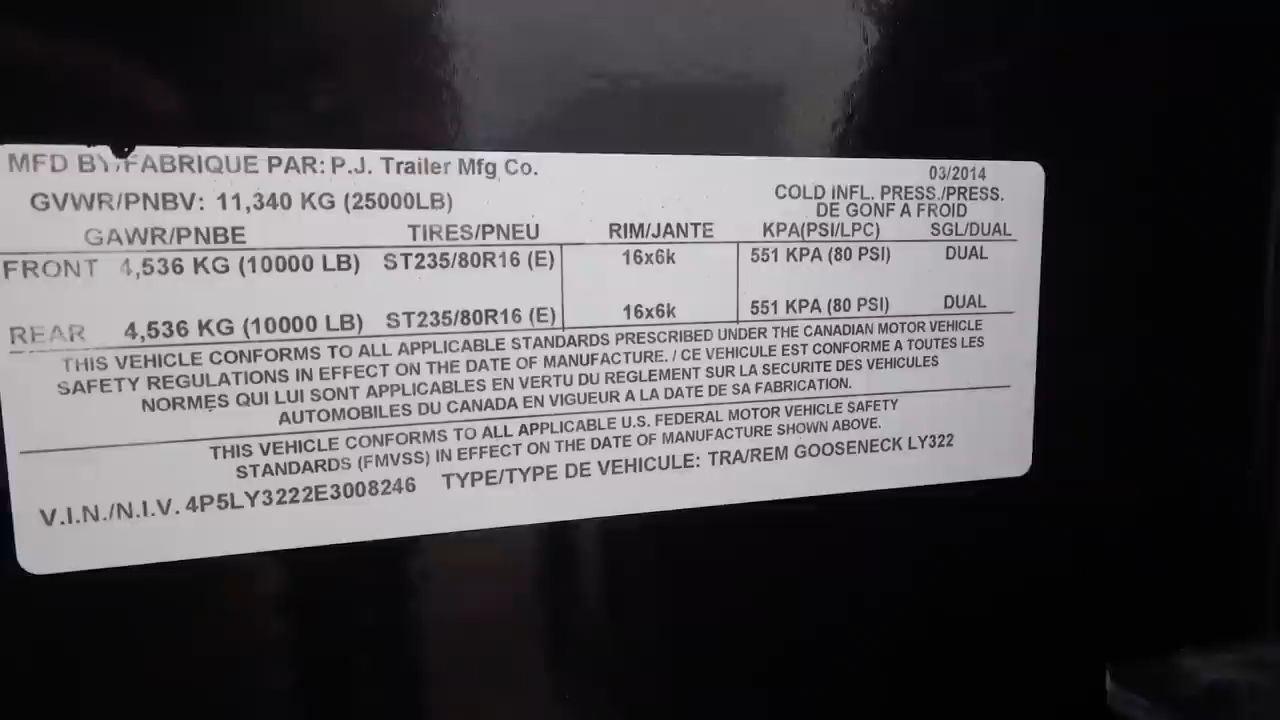 MFD BY/FABRIQUE PAR: P.J. Trailer Mfg Co.
03/2014
GVWR/PNBV: 11,340 KG (25000LB)
COLD INFL. PRESS./PRESS.
DE GONF A FROID
GAWR/PNBE TIRES/PNEU RIM/JANTE KPA(PSI/LPC) SGL/DUAL
FRONT 4,536 KG (10000 LB) ST235/80R16 (E) 16x6k 551 KPA (80 PSI) DUAL
REAR 4,536 KG (10000 LB) ST235/80R16 (E) 16x6k 551 KPA (80 PSI) DUAL
THIS VEHICLE CONFORMS TO ALL APPLICABLE STANDARDS PRESCRIBED UNDER THE CANADIAN MOTOR VEHICLE
SAFETY REGULATIONS IN EFFECT ON THE DATE OF MANUFACTURE. / CE VEHICULE EST CONFORME A TOUTES LES
NORMES QUI LUI SONT APPLICABLES EN VERTU DU REGLEMENT SUR LA SECURITE DES VEHICULES
AUTOMOBILES DU CANADA EN VIGUEUR A LA DATE DE SA FABRICATION.
THIS VEHICLE CONFORMS TO ALL APPLICABLE U.S. FEDERAL MOTOR VEHICLE SAFETY
STANDARDS (FMVSS) IN EFFECT ON THE DATE OF MANUFACTURE SHOWN ABOVE.
V.I.N./N.I.V. 4P5LY3222E3008246 TYPE/TYPE DE VEHICULE: TRA/REM GOOSENECK LY322